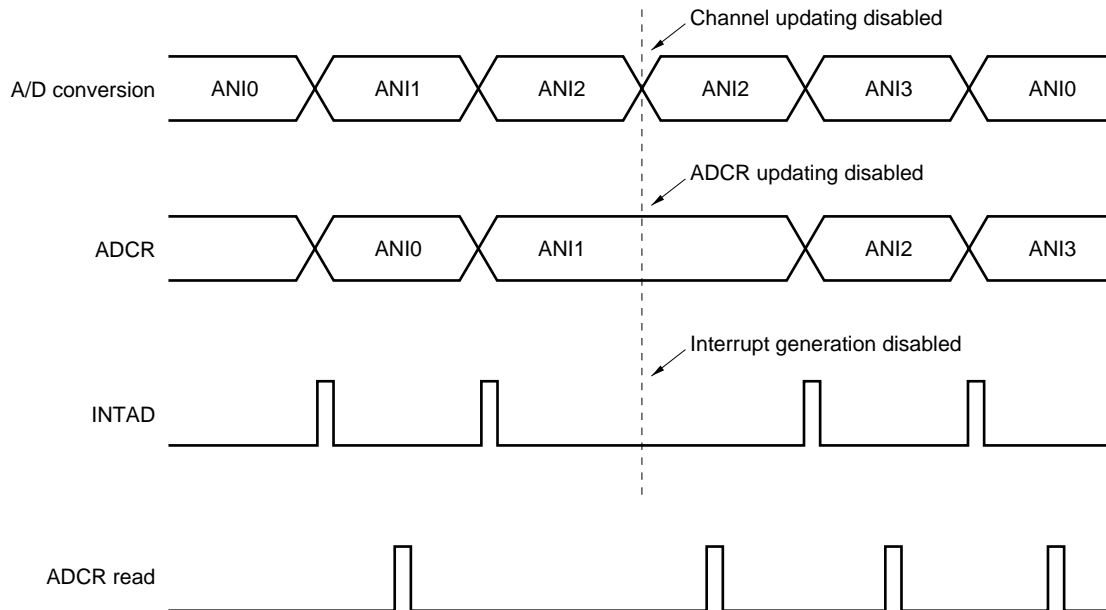 Channel updating disabled
A/D conversion ANI0 ANI1 ANI2 ANI2 ANI3 ANI0
ADCR updating disabled
ADCR ANI0 ANI1 ANI2 ANI3
Interrupt generation disabled
INTAD
ADCR read